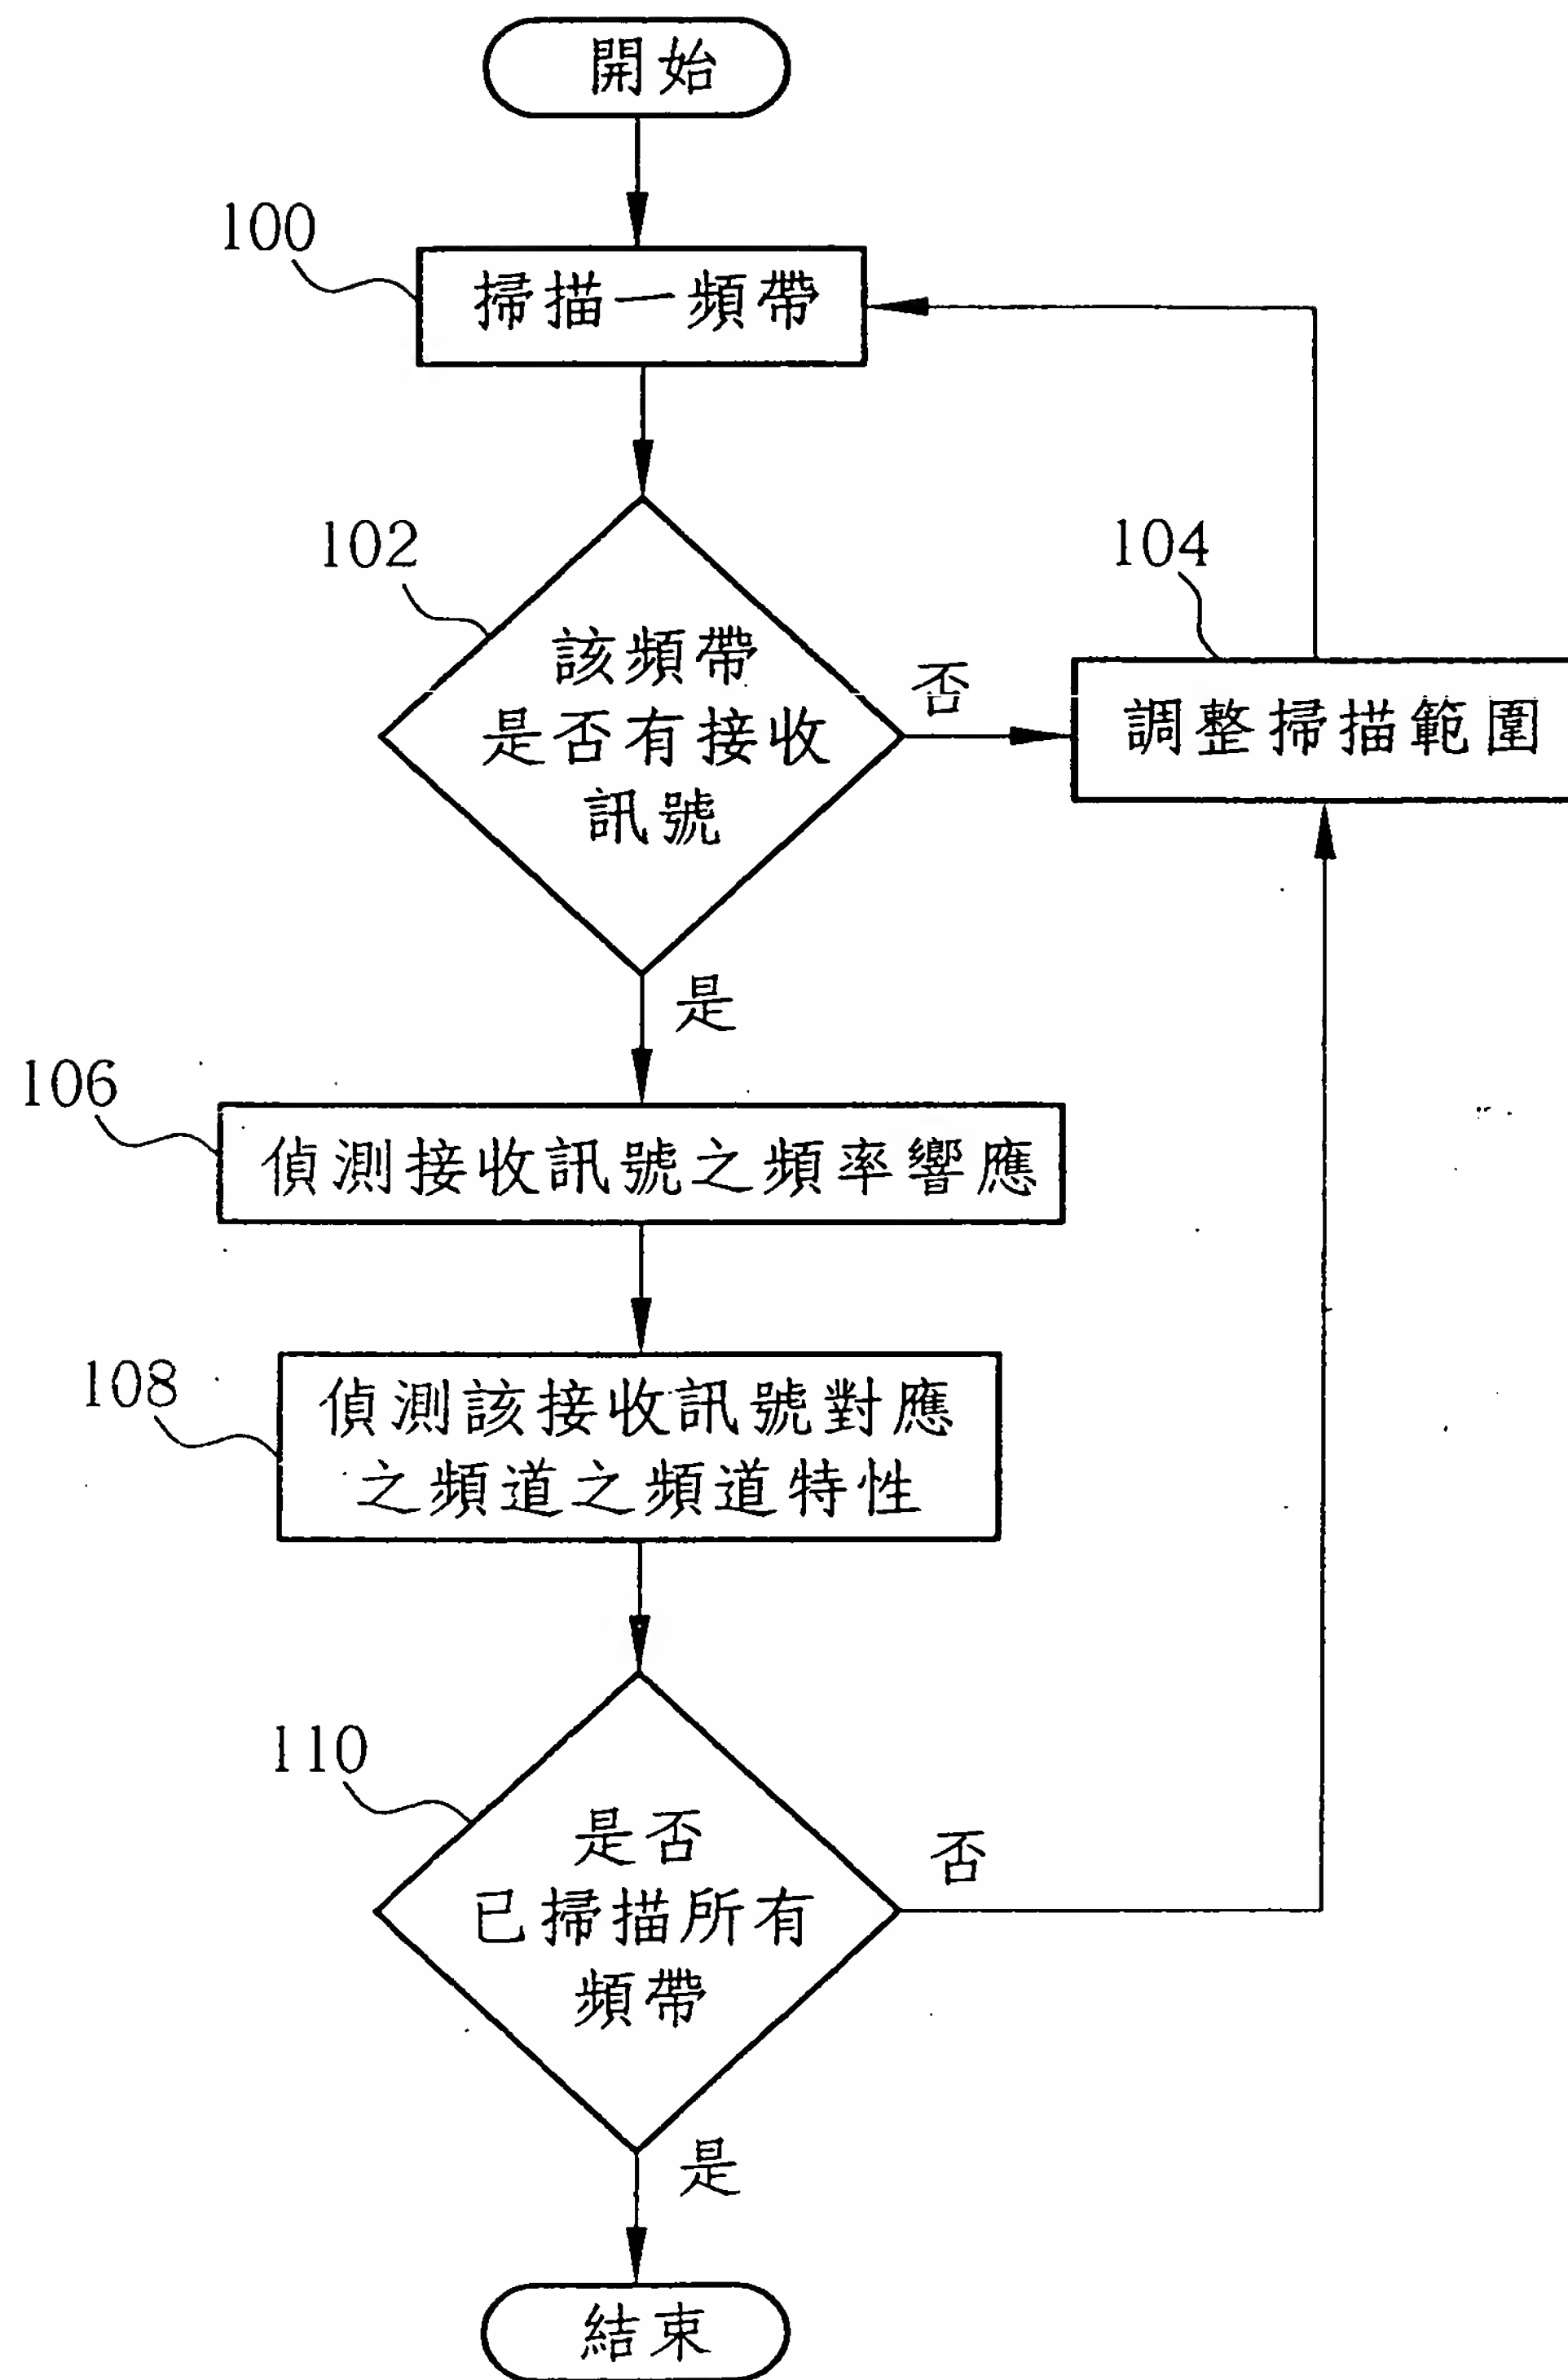 開始
100
掃描一頻帶
102
該頻帶
是否有接收
訊號
否
104
調整掃描範圍
是
106
偵測接收訊號之頻率響應
108
偵測該接收訊號對應
之頻道之頻道特性
110
是否
已掃描所有
頻帶
否
是
結束